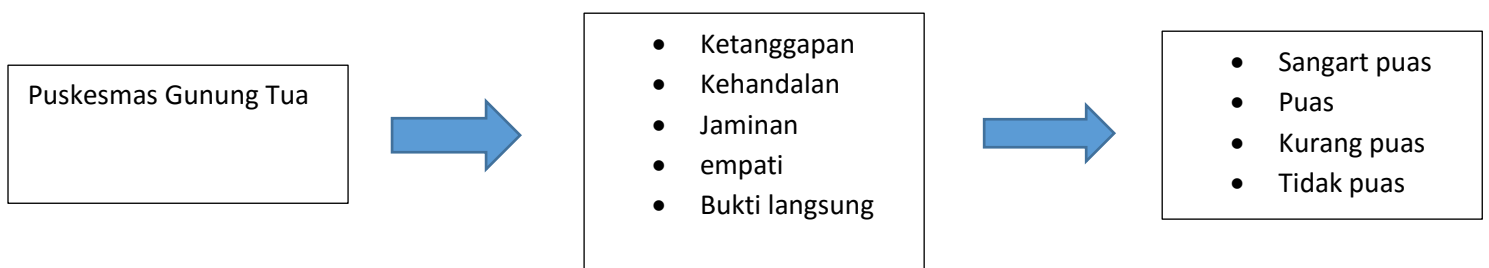 Puskesmas Gunung Tua
• Ketanggapan
• Kehandalan
• Jaminan
• empati
• Bukti langsung
• Sangart puas
• Puas
• Kurang puas
• Tidak puas